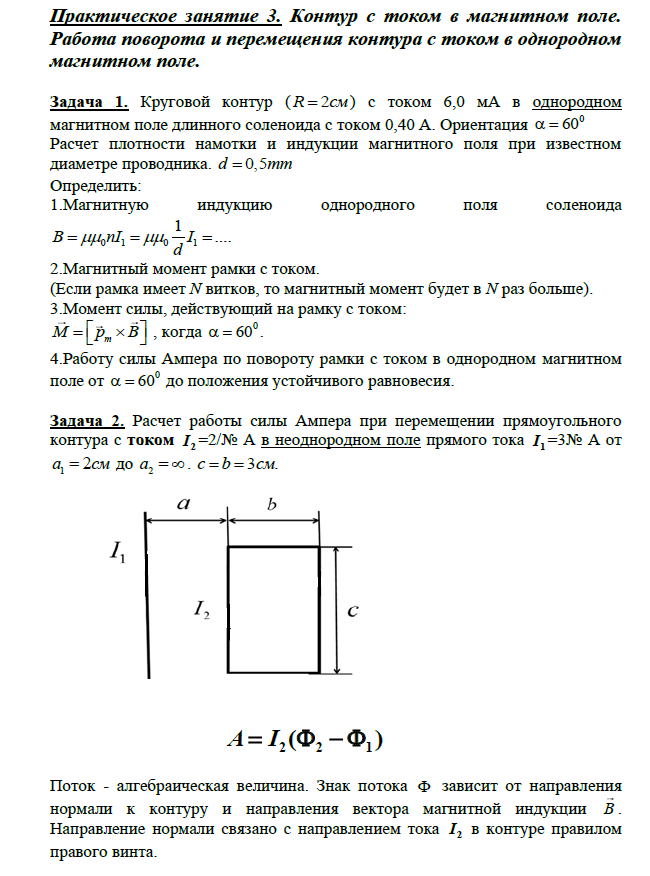 Практическое занятие 3. Контур с током в магнитном поле.
Работа поворота и перемещения контура с током в однородном
магнитном поле.
Задача 1. Круговой контур (R = 2см) с током 6,0 мА в однородном
магнитном поле длинного соленоида с током 0,40 А. Ориентация α = 60⁰
Расчет плотности намотки и индукции магнитного поля при известном
диаметре проводника. d = 0,5mm
Определить:
1.Магнитную индукцию однородного поля соленоида
B = μμ₀nI₁ = μμ₀ 1/d I₁ = ....
2.Магнитный момент рамки с током.
(Если рамка имеет N витков, то магнитный момент будет в N раз больше).
3.Момент силы, действующий на рамку с током:
M⃗ = [p⃗ₘ × B⃗] , когда α = 60⁰.
4.Работу силы Ампера по повороту рамки с током в однородном магнитном
поле от α = 60⁰ до положения устойчивого равновесия.
Задача 2. Расчет работы силы Ампера при перемещении прямоугольного
контура с током I₂=2/№ А в неоднородном поле прямого тока I₁=3№ А от
a₁ = 2см до a₂ = ∞ . c = b = 3см.
a b
I₁
I₂ c
A = I₂(Φ₂ − Φ₁)
Поток - алгебраическая величина. Знак потока Φ зависит от направления
нормали к контуру и направления вектора магнитной индукции B⃗ .
Направление нормали связано с направлением тока I₂ в контуре правилом
правого винта.